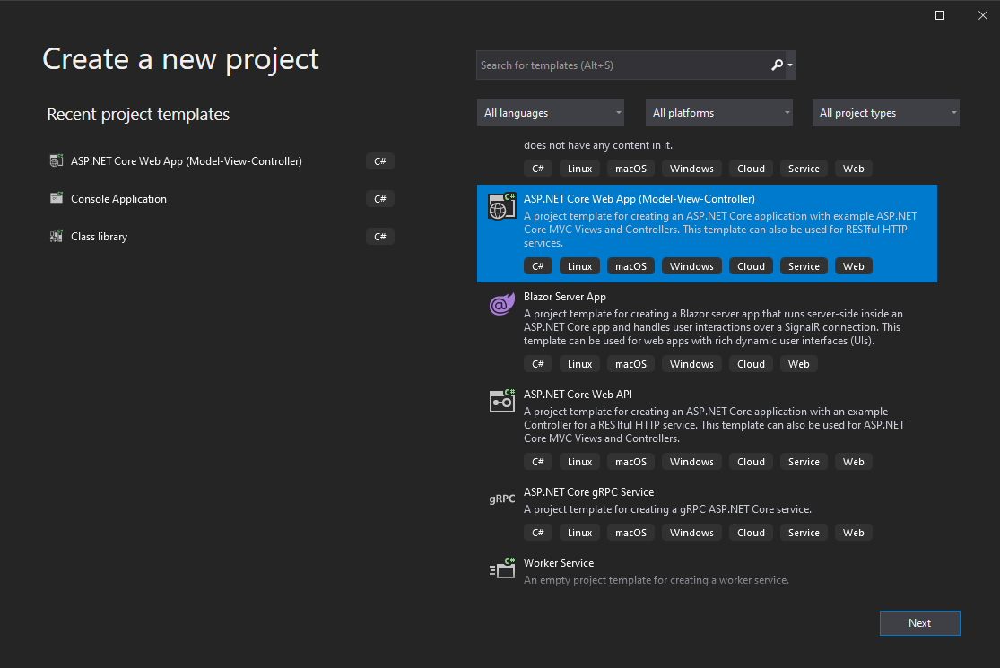 Create a new project
Recent project templates
ASP.NET Core Web App (Model-View-Controller) C#
Console Application C#
Class library C#
Search for templates (Alt+S)
All languages All platforms All project types
does not have any content in it.
C# Linux macOS Windows Cloud Service Web
C#
ASP.NET Core Web App (Model-View-Controller)
A project template for creating an ASP.NET Core application with example ASP.NET
Core MVC Views and Controllers. This template can also be used for RESTful HTTP
services.
C# Linux macOS Windows Cloud Service Web
Blazor Server App
A project template for creating a Blazor server app that runs server-side inside an
ASP.NET Core app and handles user interactions over a SignalR connection. This
template can be used for web apps with rich dynamic user interfaces (UIs).
C# Linux macOS Windows Cloud Web
C#
ASP.NET Core Web API
A project template for creating an ASP.NET Core application with an example
Controller for a RESTful HTTP service. This template can also be used for ASP.NET
Core MVC Views and Controllers.
C# Linux macOS Windows Cloud Service Web
gRPC
ASP.NET Core gRPC Service
A project template for creating a gRPC ASP.NET Core service.
C# Linux macOS Windows Cloud Service Web
C#
Worker Service
An empty project template for creating a worker service.
Next